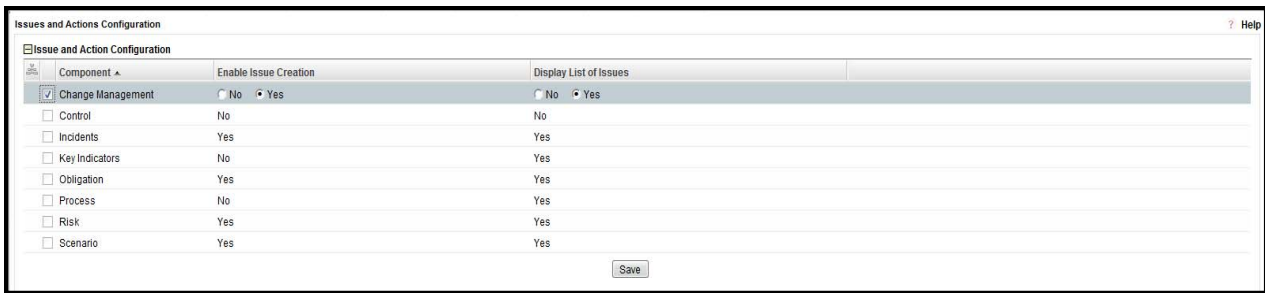 Issues and Actions Configuration ? Help
Issue and Action Configuration
Component Enable Issue Creation Display List of Issues
Change Management No Yes No Yes
Control No No
Incidents Yes Yes
Key Indicators No Yes
Obligation Yes Yes
Process No Yes
Risk Yes Yes
Scenario Yes Yes
Save